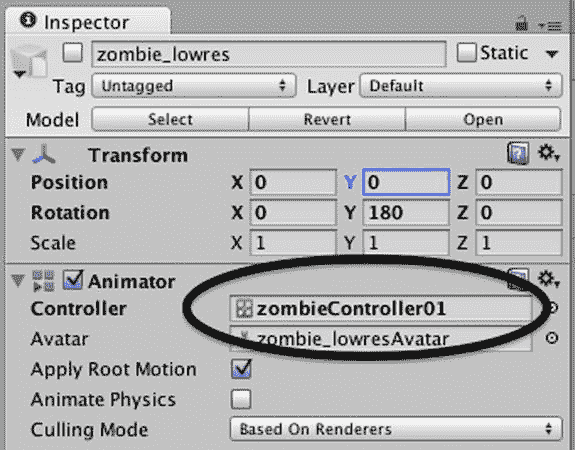 Inspector
zombie_lowres Static
Tag Untagged Layer Default
Model Select Revert Open
Transform
Position X 0 Y 0 Z 0
Rotation X 0 Y 180 Z 0
Scale X 1 Y 1 Z 1
Animator
Controller zombieController01
Avatar zombie_lowresAvatar
Apply Root Motion
Animate Physics
Culling Mode Based On Renderers